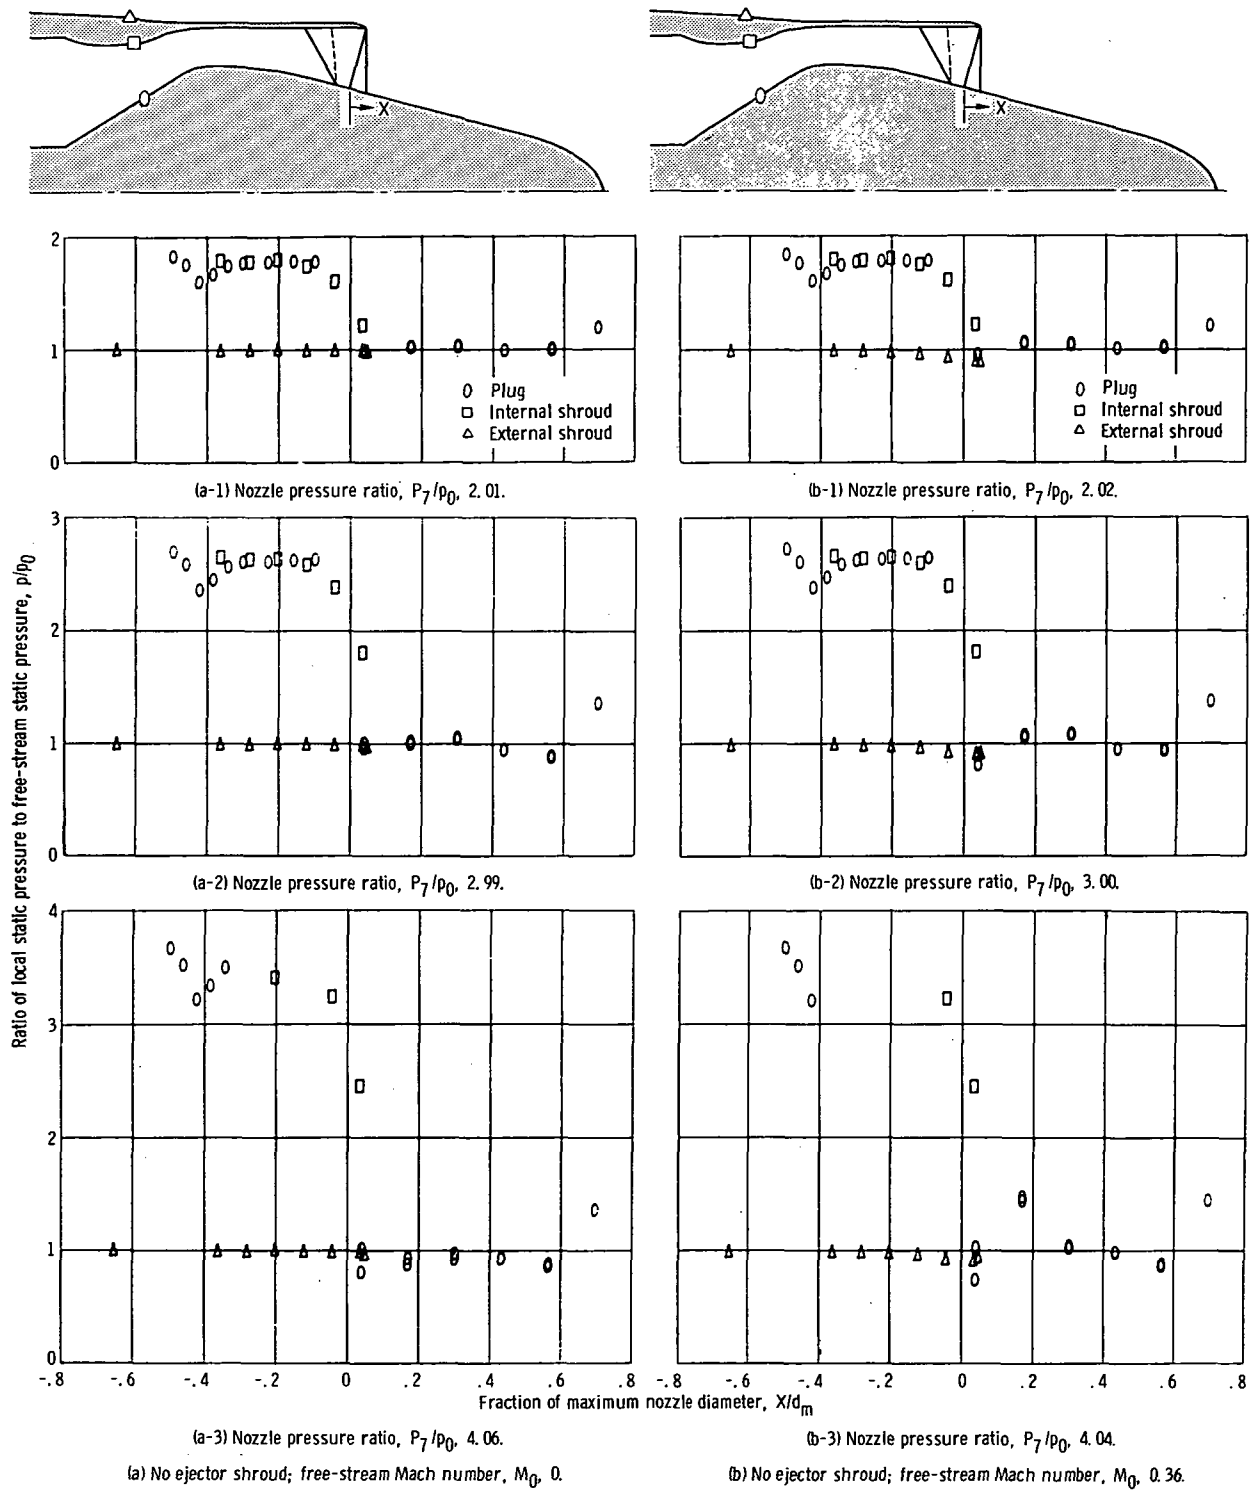 X
X
2
1
0
O Plug
□ Internal shroud
△ External shroud
O Plug
□ Internal shroud
△ External shroud
(a-1) Nozzle pressure ratio, P7/p0, 2.01.
(b-1) Nozzle pressure ratio, P7/p0, 2.02.
Ratio of local static pressure to free-stream static pressure, p/p0
3
2
1
0
(a-2) Nozzle pressure ratio, P7/p0, 2.99.
(b-2) Nozzle pressure ratio, P7/p0, 3.00.
4
3
2
1
0
-.8 -.6 -.4 -.2 0 .2 .4 .6 .8
-.8 -.6 -.4 -.2 0 .2 .4 .6 .8
Fraction of maximum nozzle diameter, X/dm
(a-3) Nozzle pressure ratio, P7/p0, 4.06.
(b-3) Nozzle pressure ratio, P7/p0, 4.04.
(a) No ejector shroud; free-stream Mach number, M0, 0.
(b) No ejector shroud; free-stream Mach number, M0, 0.36.